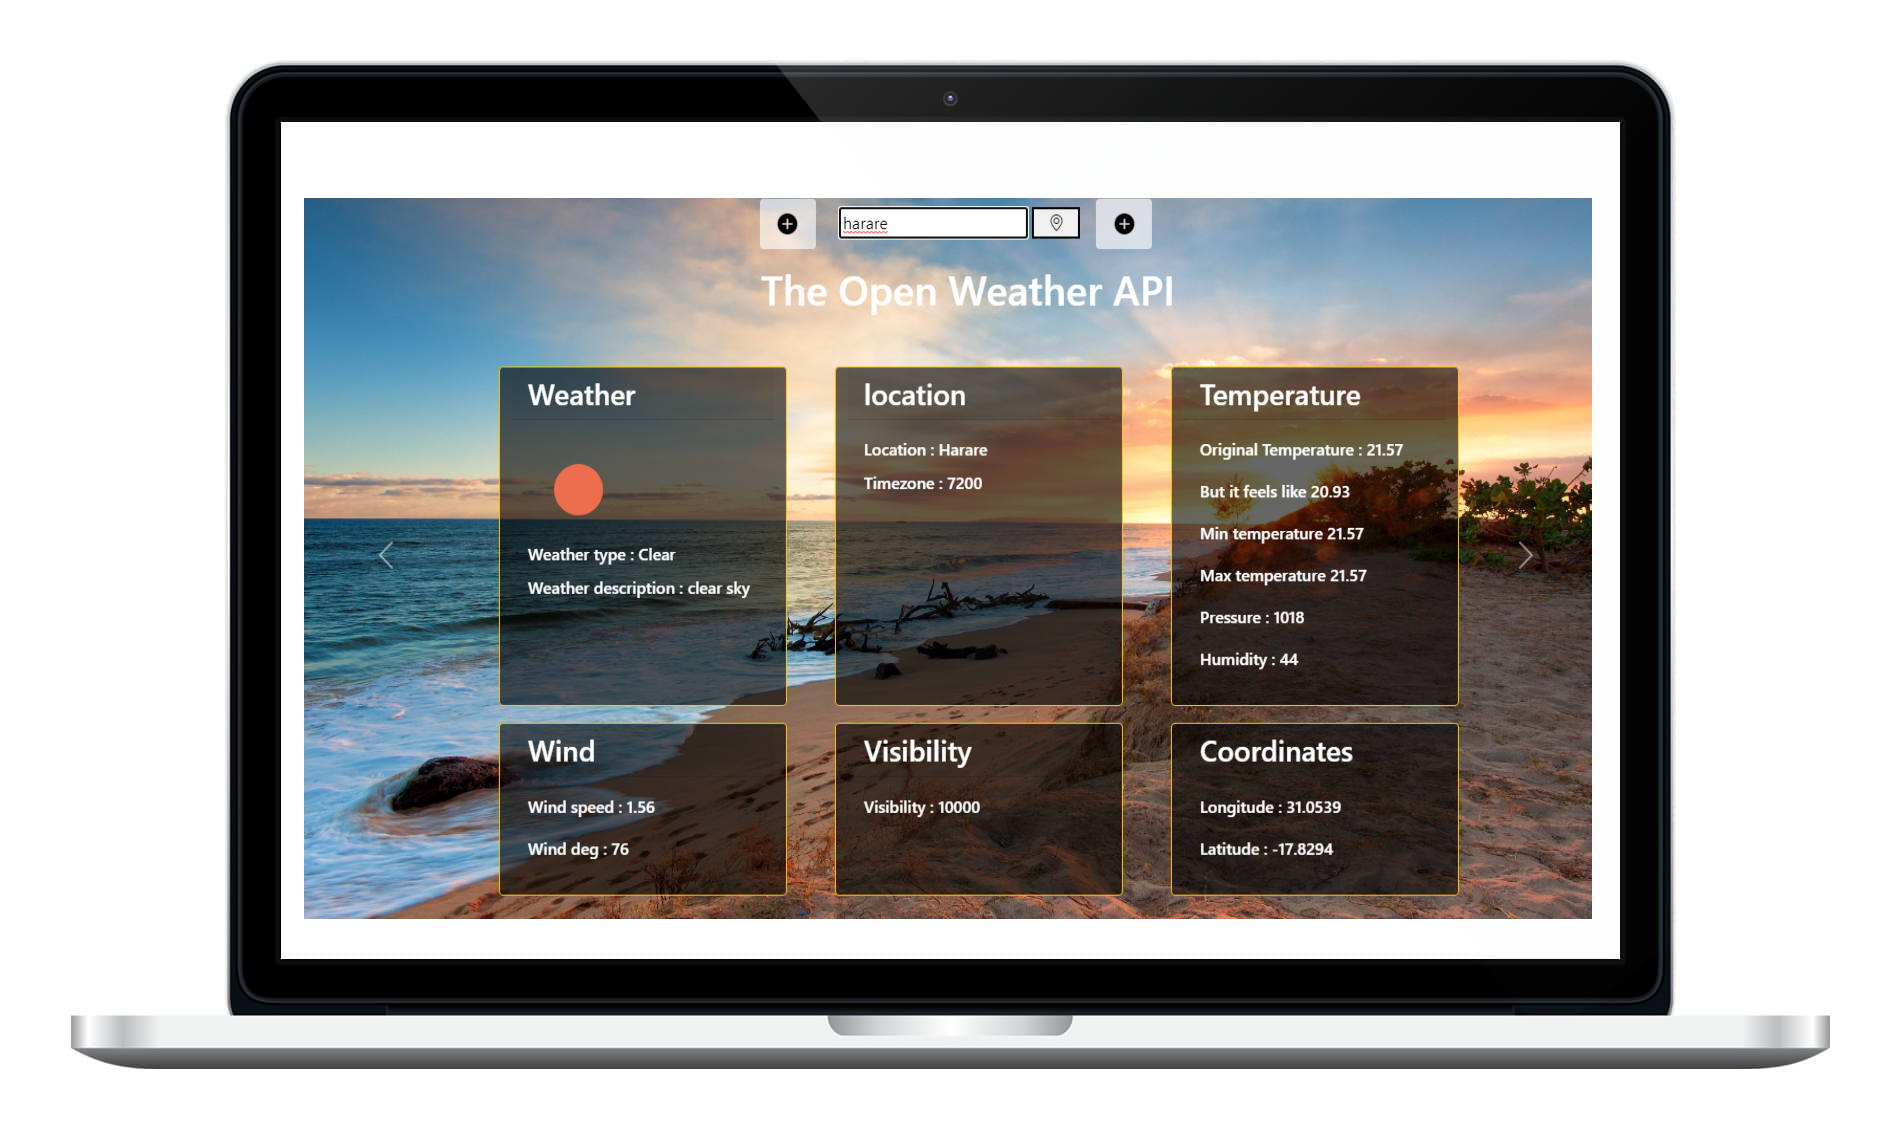 harare
The Open Weather API
Weather
Weather type : Clear
Weather description : clear sky
location
Location : Harare
Timezone : 7200
Temperature
Original Temperature : 21.57
But it feels like 20.93
Min temperature 21.57
Max temperature 21.57
Pressure : 1018
Humidity : 44
Wind
Wind speed : 1.56
Wind deg : 76
Visibility
Visibility : 10000
Coordinates
Longitude : 31.0539
Latitude : -17.8294